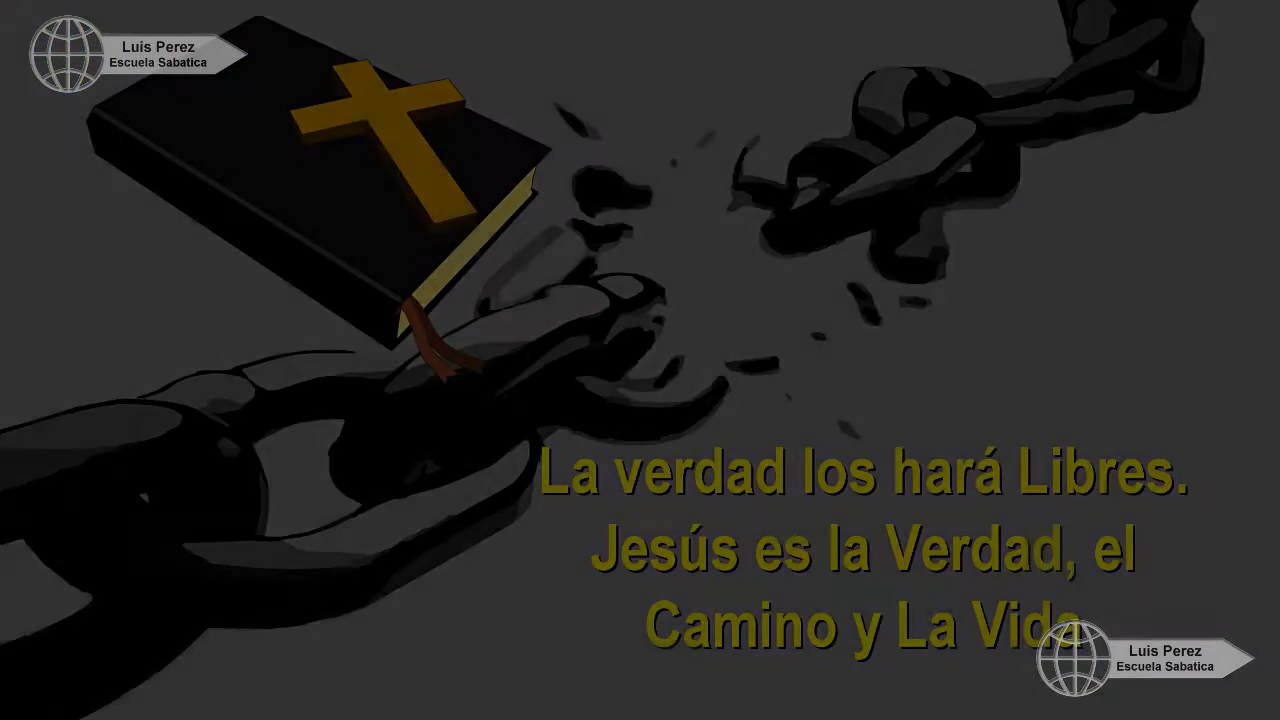 Luis Perez
Escuela Sabatica
La verdad los hará Libres.
Jesús es la Verdad, el
Camino y La Vida
Luis Perez
Escuela Sabatica